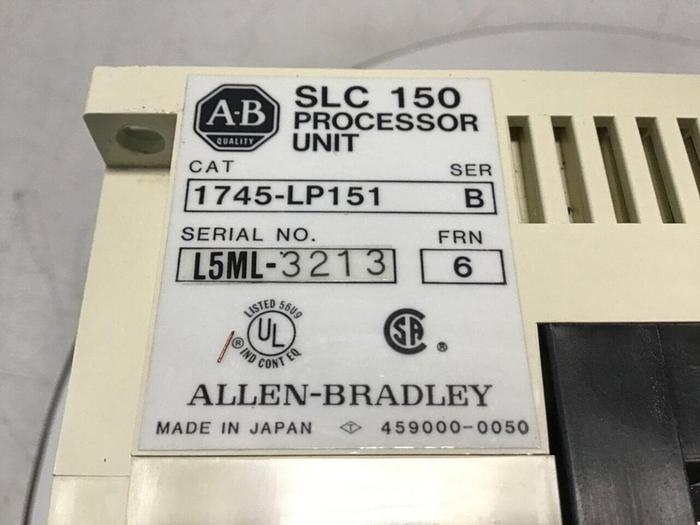 A·B
QUALITY
SLC 150
PROCESSOR
UNIT
CAT SER
1745-LP151 B
SERIAL NO. FRN
L5ML-3213 6
LISTED 56U9
UL ®
IND CONT EQ
SA ®
ALLEN-BRADLEY
MADE IN JAPAN T 459000-0050